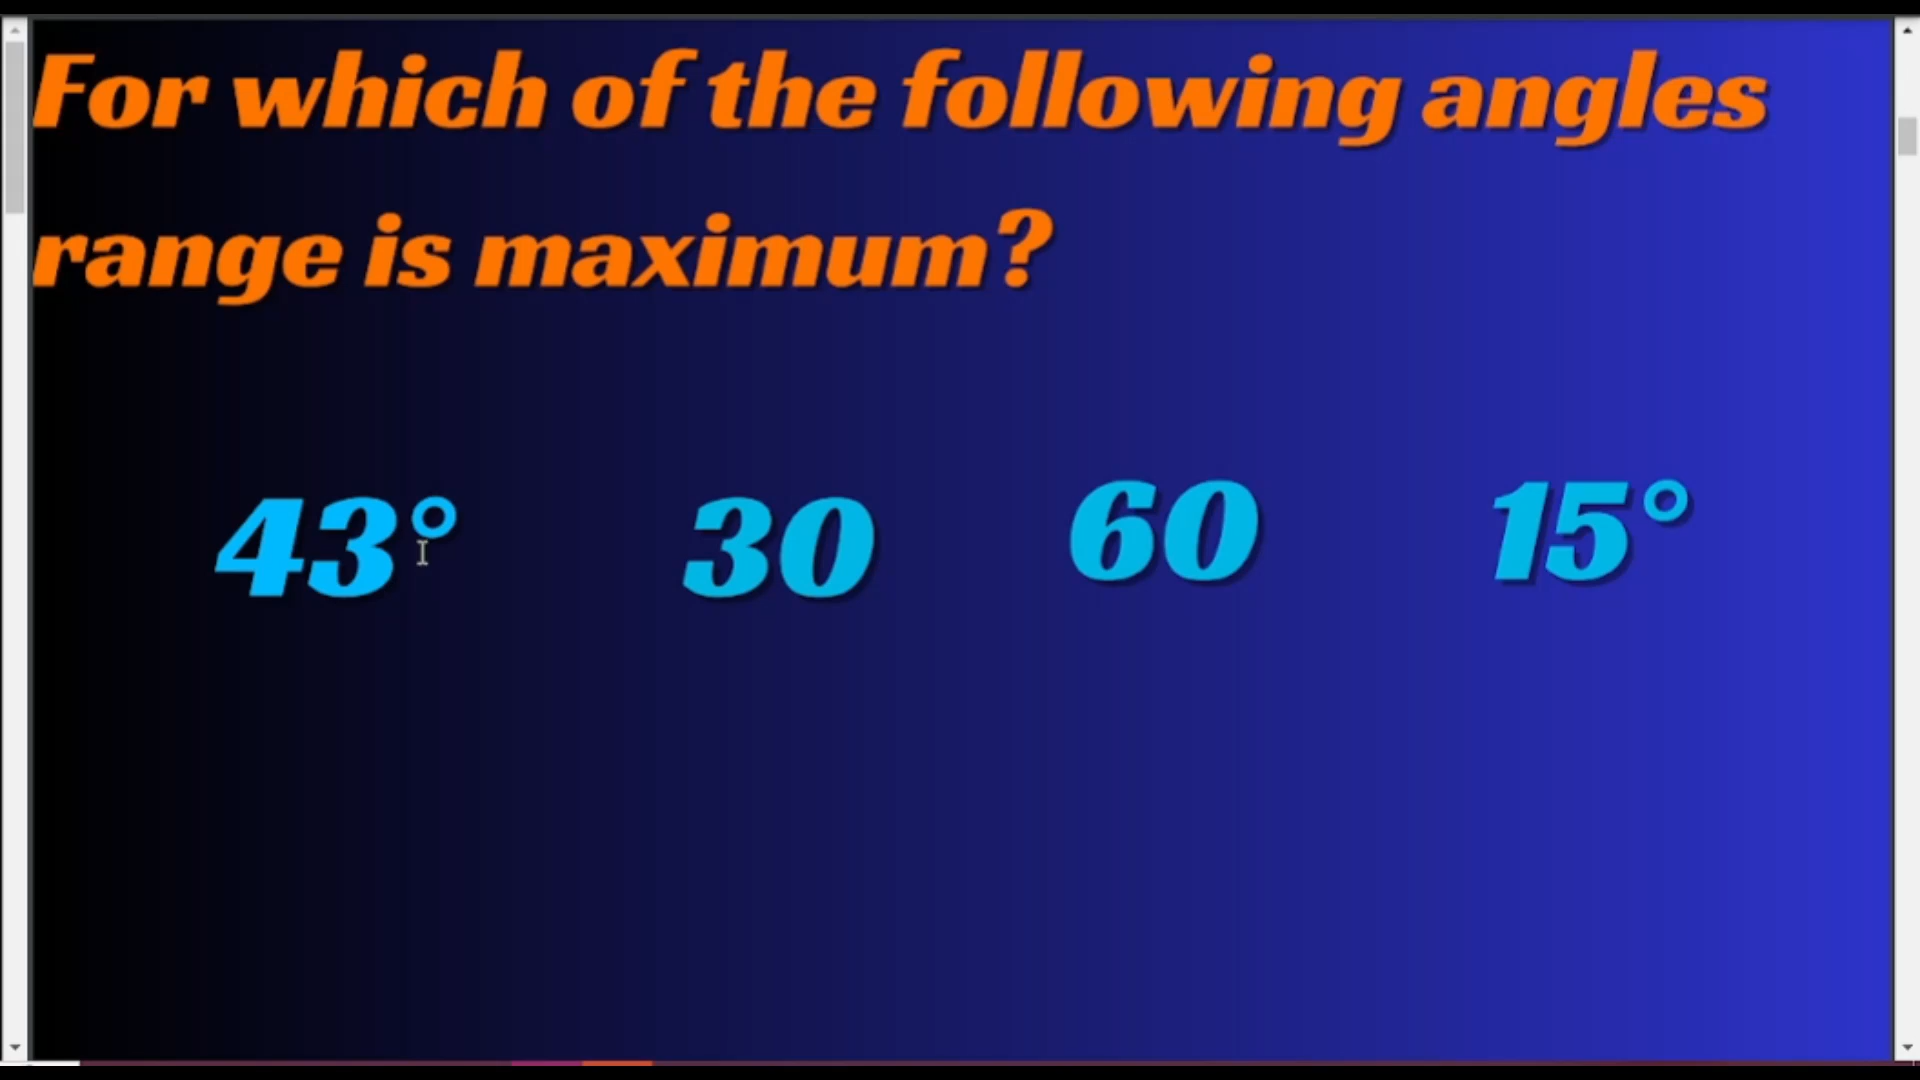 For which of the following angles
range is maximum?
43° 30 60 15°